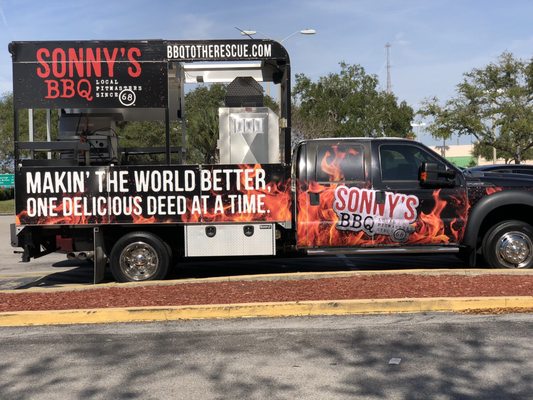 SONNY'S
BBQ
LOCAL
PITMASTERS
SINCE
68
BBQTOTHERESCUE.COM
MAKIN' THE WORLD BETTER
ONE DELICIOUS DEED AT A TIME.
SONNY'S
BBQ
68